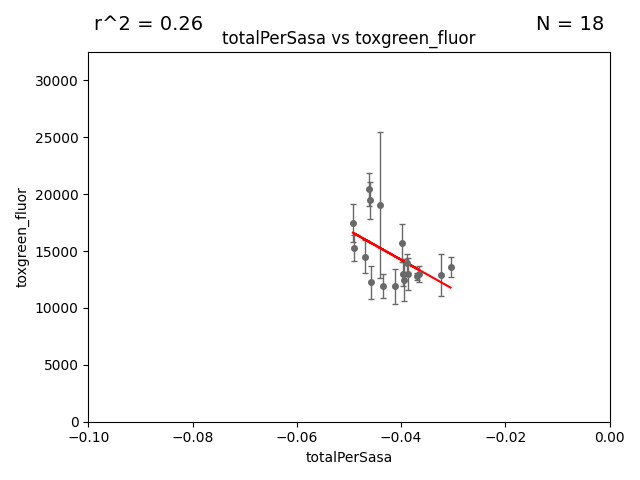 r^2 = 0.26
N = 18
totalPerSasa vs toxgreen_fluor
30000
25000
20000
15000
10000
5000
0
toxgreen_fluor
−0.10
−0.08
−0.06
−0.04
−0.02
0.00
totalPerSasa